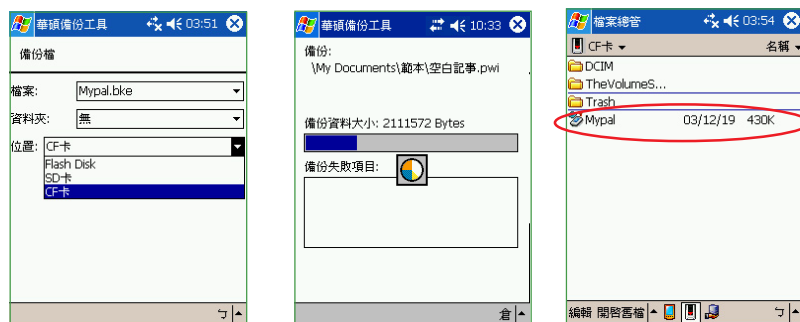 華碩備份工具 03:51
備份檔
檔案: Mypal.bke
資料夾: 無
位置: CF卡
Flash Disk
SD卡
CF卡
ㄅ
華碩備份工具 10:33
備份:
\My Documents\範本\空白記事.pwi
備份資料大小: 2111572 Bytes
備份失敗項目:
倉
檔案總管 03:54
CF卡 名稱
DCIM
TheVolumeS...
Trash
Mypal 03/12/19 430K
編輯 開啓舊檔 ㄅ